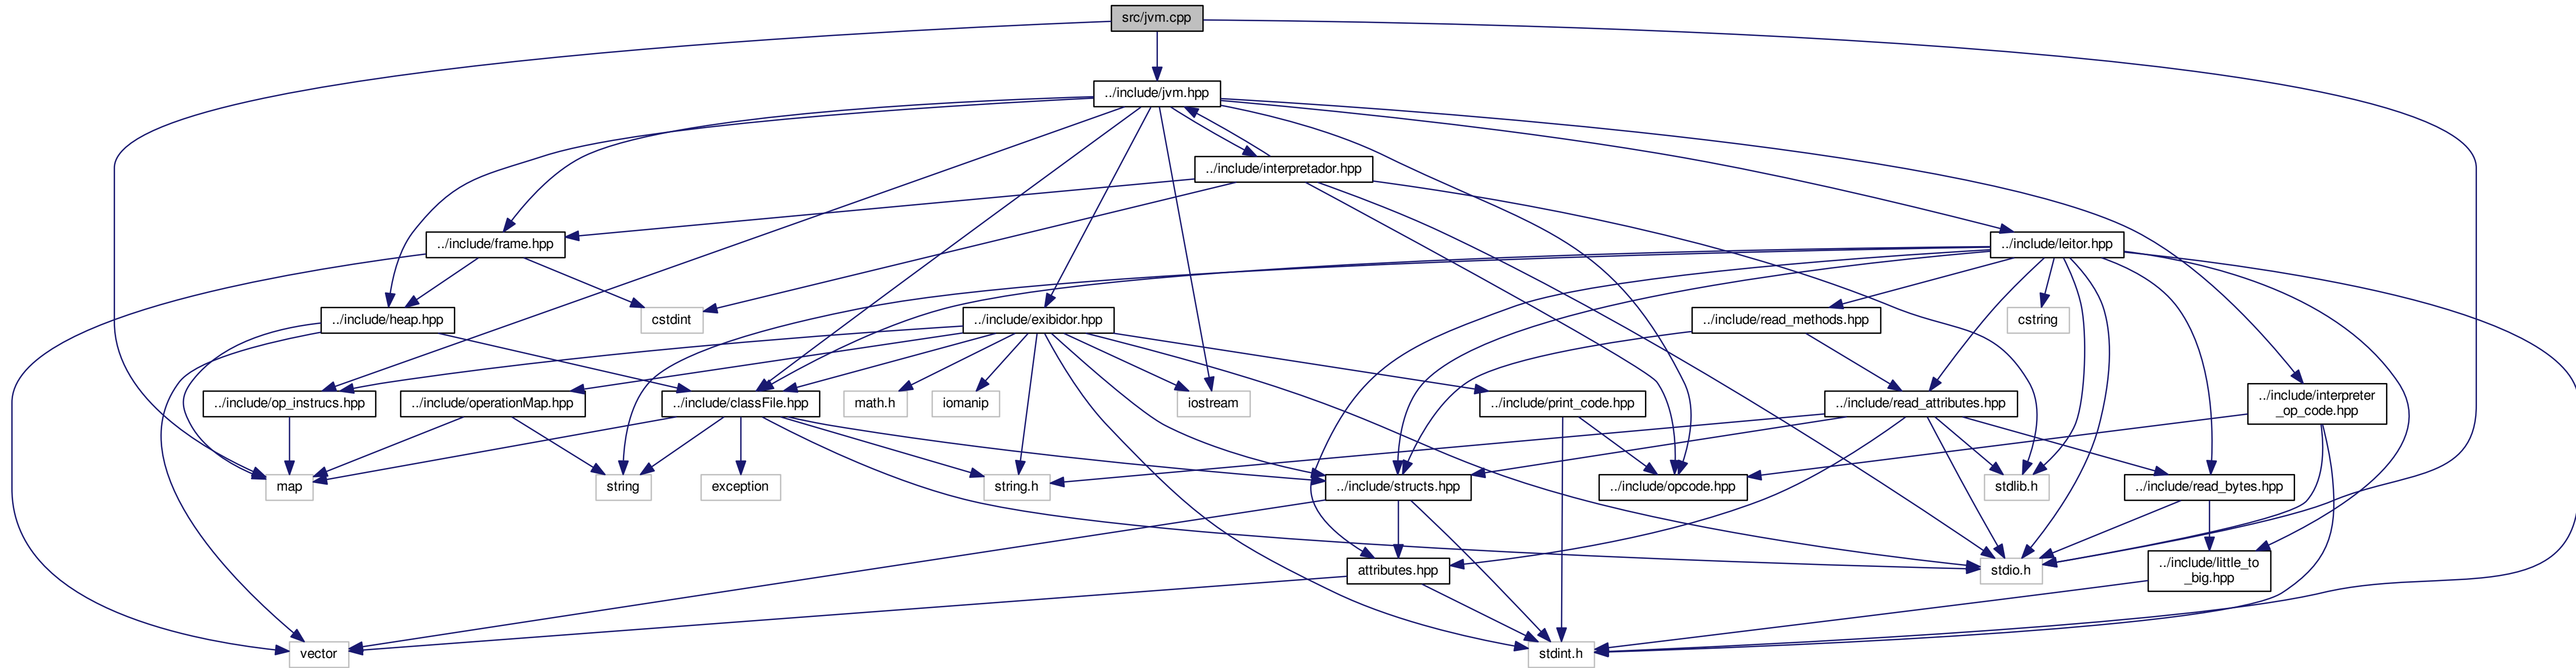 src/jvm.cpp
../include/jvm.hpp
../include/interpretador.hpp
../include/frame.hpp
../include/leitor.hpp
../include/heap.hpp
cstdint
../include/exibidor.hpp
../include/read_methods.hpp
cstring
../include/op_instrucs.hpp
../include/operationMap.hpp
../include/classFile.hpp
math.h
iomanip
iostream
../include/print_code.hpp
../include/read_attributes.hpp
../include/interpreter
_op_code.hpp
map
string
exception
string.h
../include/structs.hpp
../include/opcode.hpp
stdlib.h
../include/read_bytes.hpp
attributes.hpp
stdio.h
../include/little_to
_big.hpp
vector
stdint.h